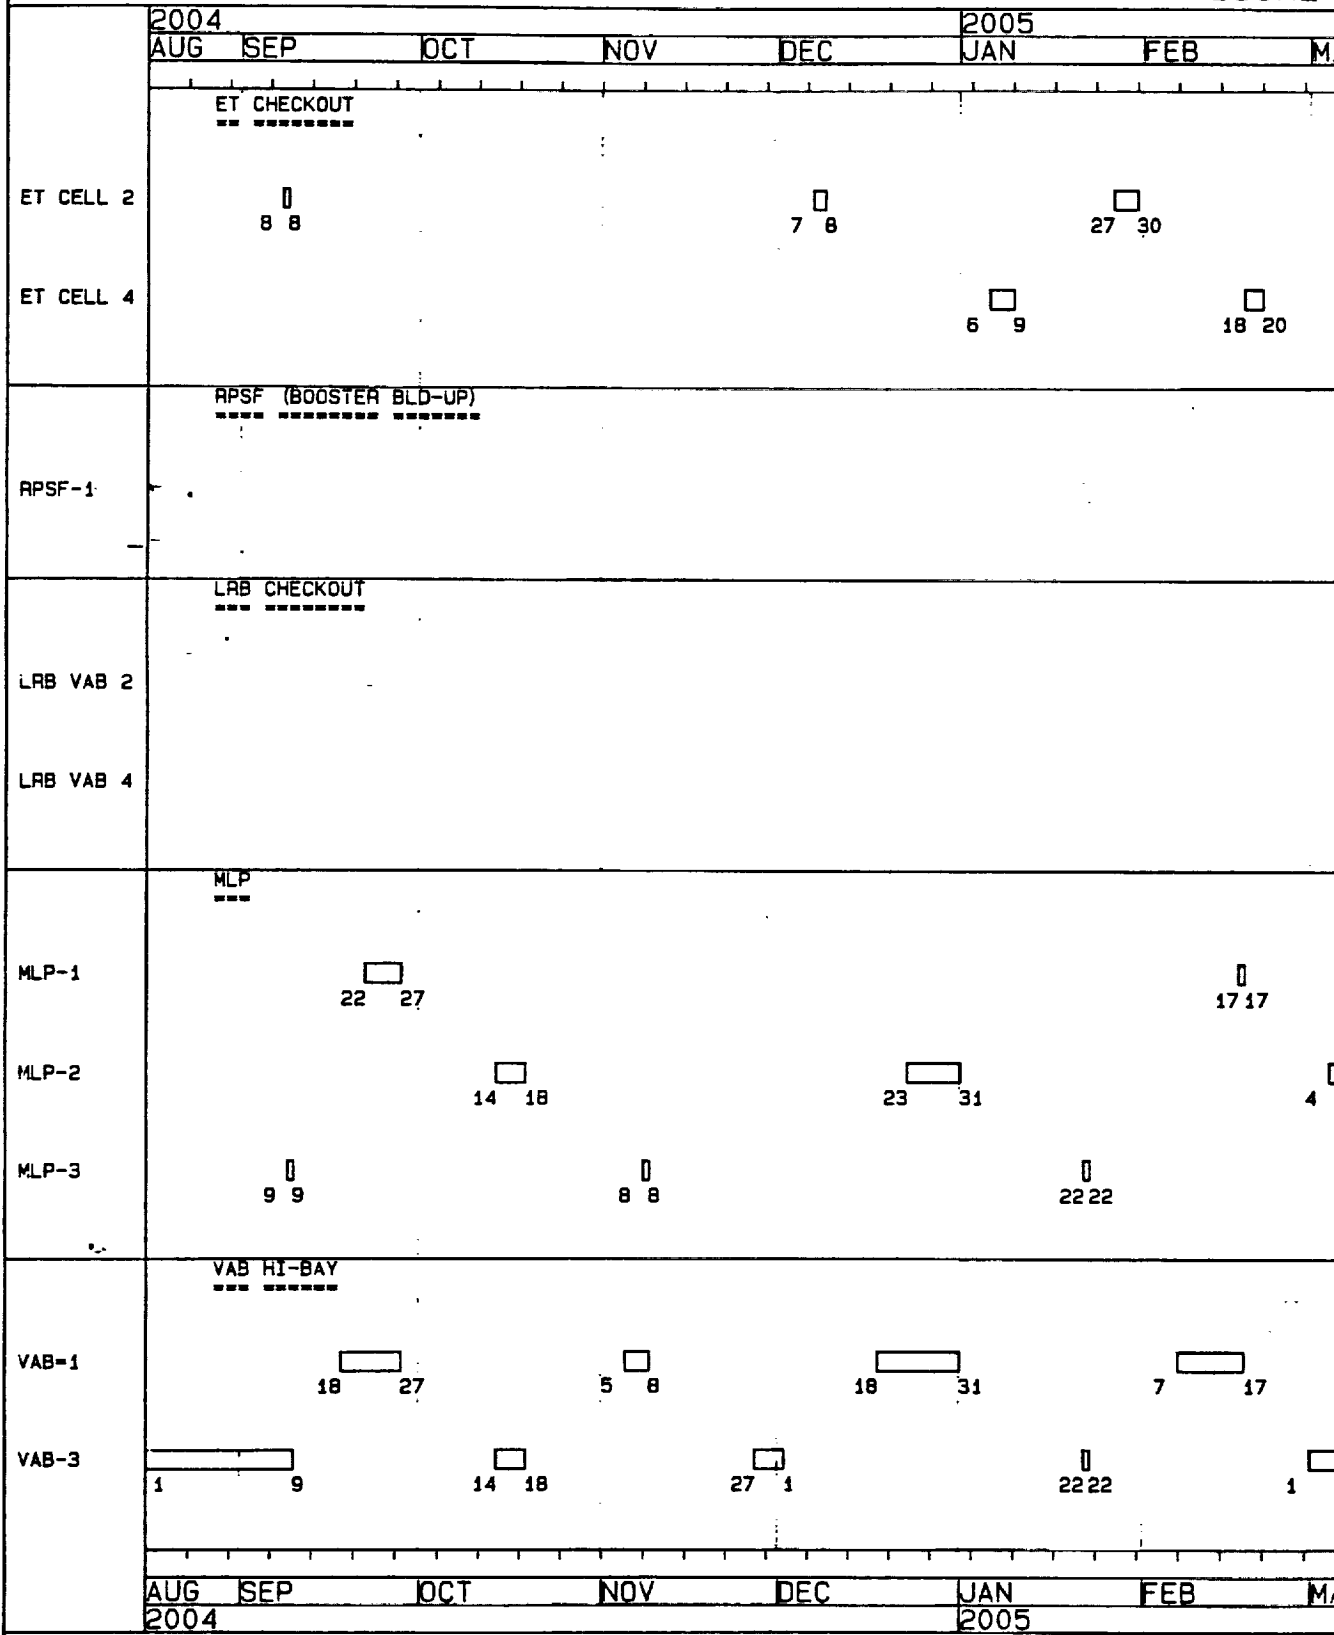 2004 2005
AUG SEP OCT NOV DEC JAN FEB
ET CHECKOUT
ET CELL 2
8 8 7 8 27 30
ET CELL 4
6 9 18 20
RPSF (BOOSTER BLD-UP)
RPSF-1
LRB CHECKOUT
LRB VAB 2
LRB VAB 4
MLP
MLP-1
22 27 17 17
MLP-2
14 18 23 31 4
MLP-3
9 9 8 8 22 22
VAB HI-BAY
VAB=1
18 27 5 8 18 31 7 17
VAB-3
1 9 14 18 27 1 22 22 1
AUG SEP OCT NOV DEC JAN FEB
2004 2005